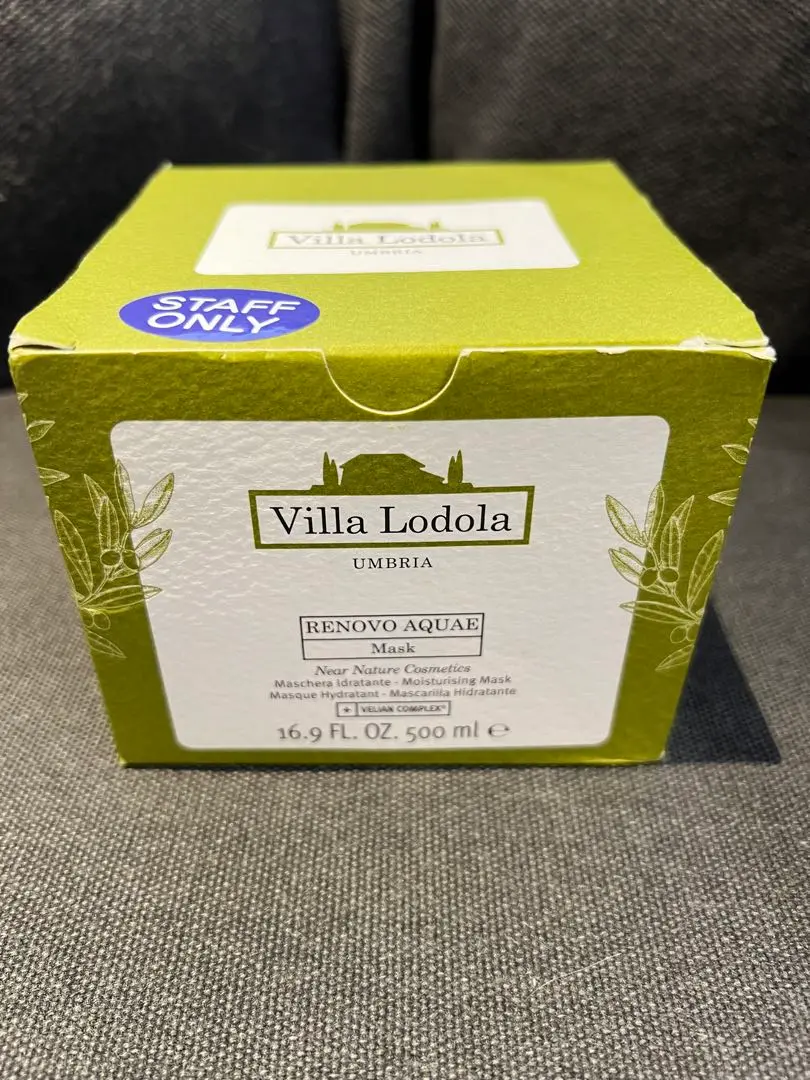 Villa Lodola
UMBRIA
STAFF
ONLY
Villa Lodola
UMBRIA
RENOVO AQUAE
Mask
Near Nature Cosmetics
Maschera Idratante - Moisturising Mask
Masque Hydratant - Mascarilla Hidratante
+ VELIAN COMPLEX®
16.9 FL. OZ. 500 ml ℮